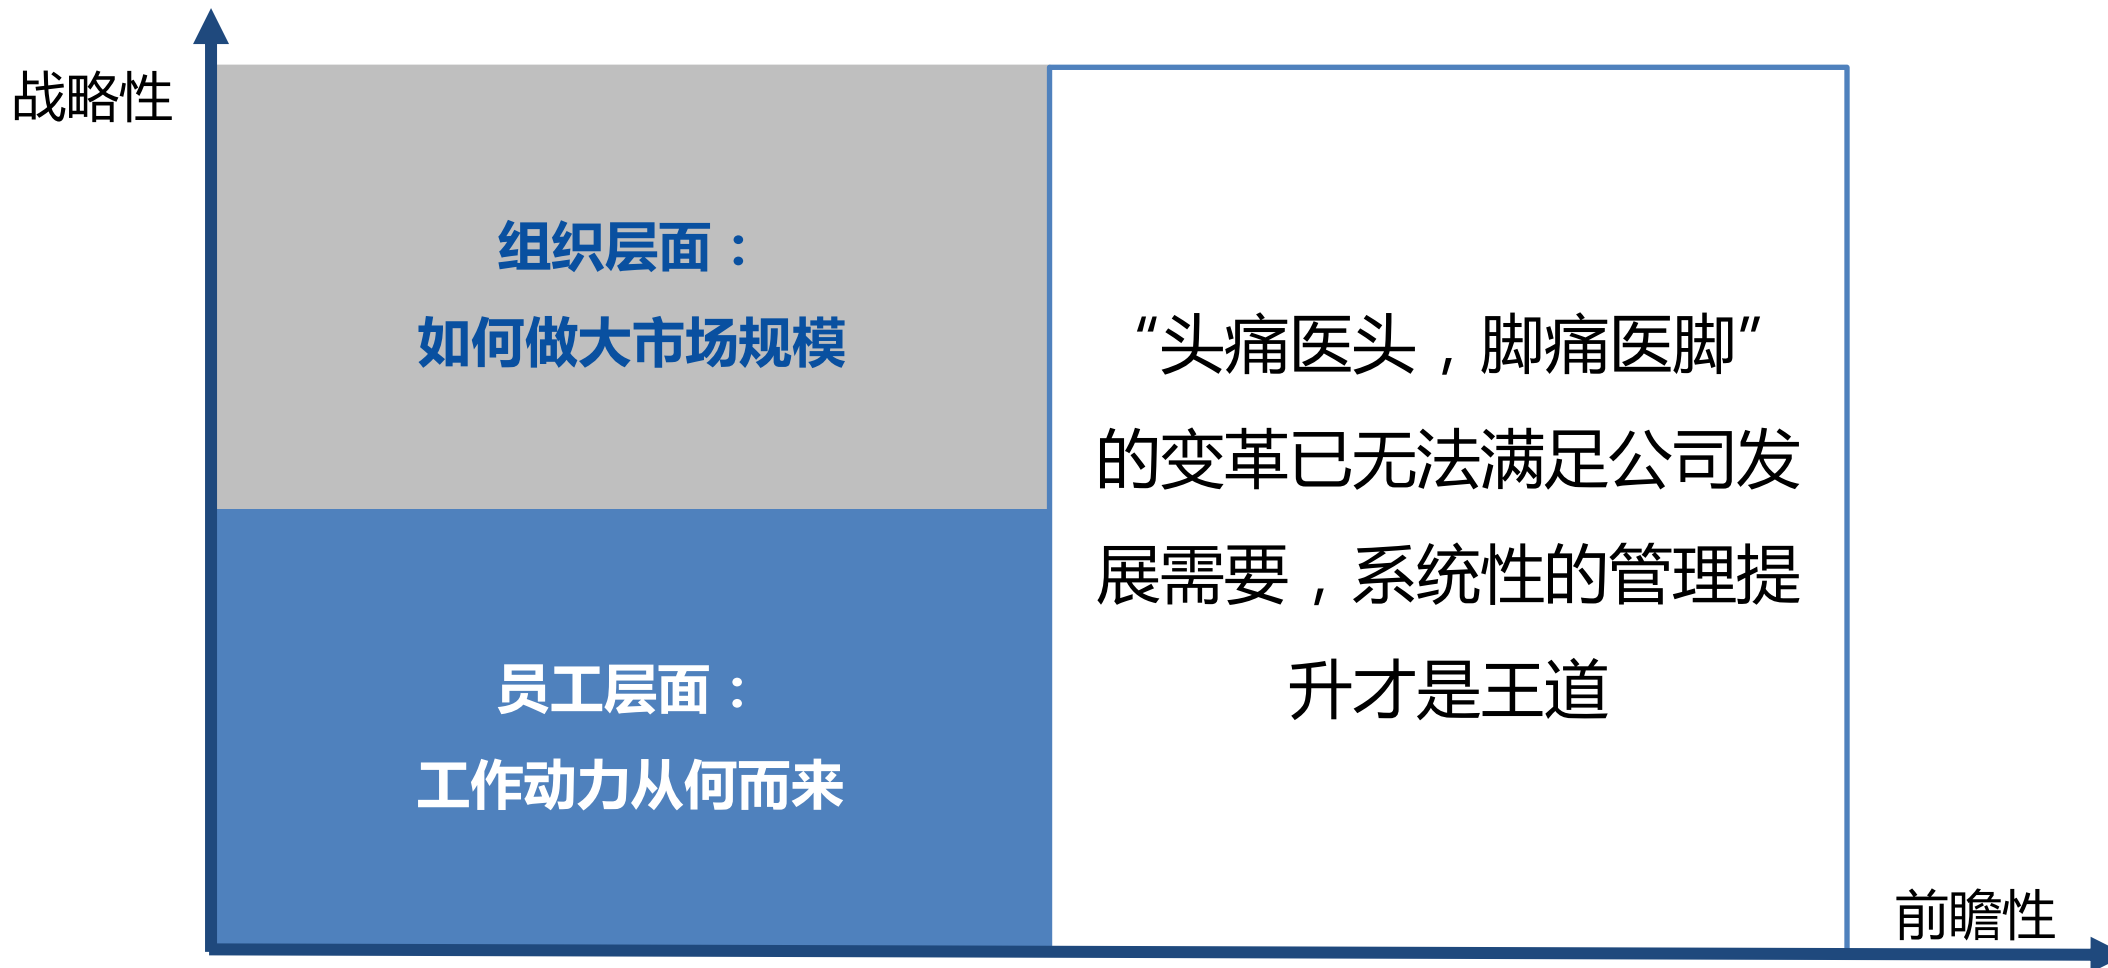 战略性
组织层面：
如何做大市场规模
员工层面：
工作动力从何而来
“头痛医头，脚痛医脚”
的变革已无法满足公司发
展需要，系统性的管理提
升才是王道
前瞻性